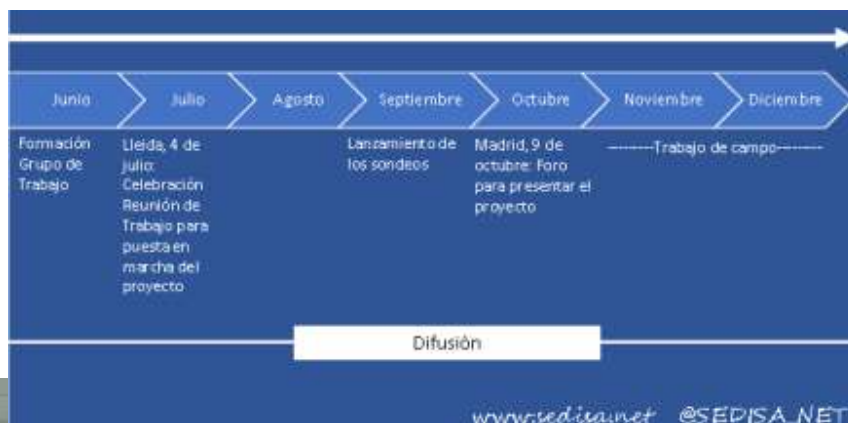 Junio
Julio
Agosto
Septiembre
Octubre
Noviembre
Diciembre
Formación
Grupo de
Trabajo
Lleida, 4 de
julio:
Celebración
Reunión de
Trabajo para
puesta en
marcha del
proyecto
Lanzamiento de
los sondeos
Madrid, 9 de
octubre: Foro
para presentar el
proyecto
---------Trabajo de campo---------
Difusión
www.sedisa.net @SEDISA_NET